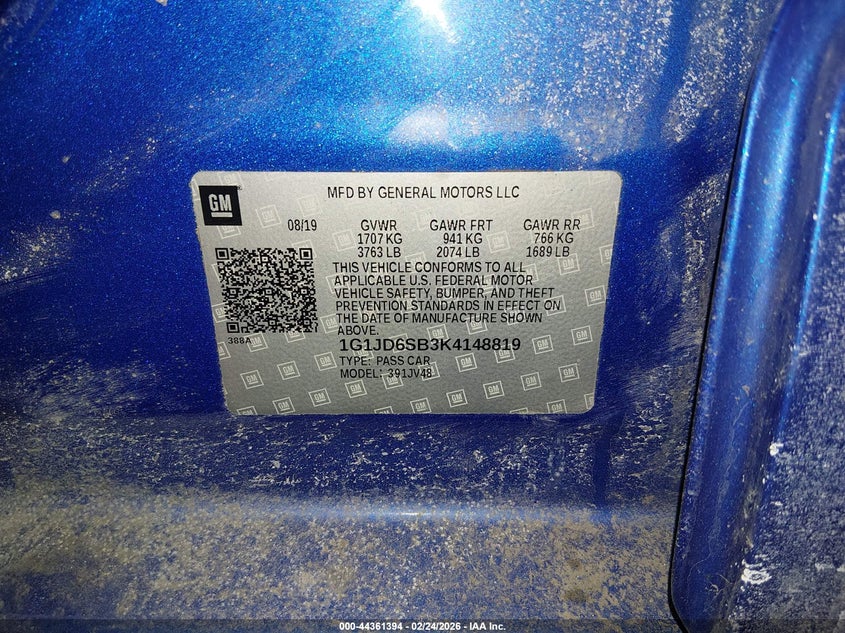 GM
MFD BY GENERAL MOTORS LLC
08/19 GVWR GAWR FRT GAWR RR
1707 KG 941 KG 766 KG
3763 LB 2074 LB 1689 LB
THIS VEHICLE CONFORMS TO ALL
APPLICABLE U.S. FEDERAL MOTOR
VEHICLE SAFETY, BUMPER, AND THEFT
PREVENTION STANDARDS IN EFFECT ON
THE DATE OF MANUFACTURE SHOWN
ABOVE.
388A
1G1JD6SB3K4148819
TYPE: PASS CAR
MODEL: 391JV48
000-44361394 - 02/24/2026 - IAA Inc.